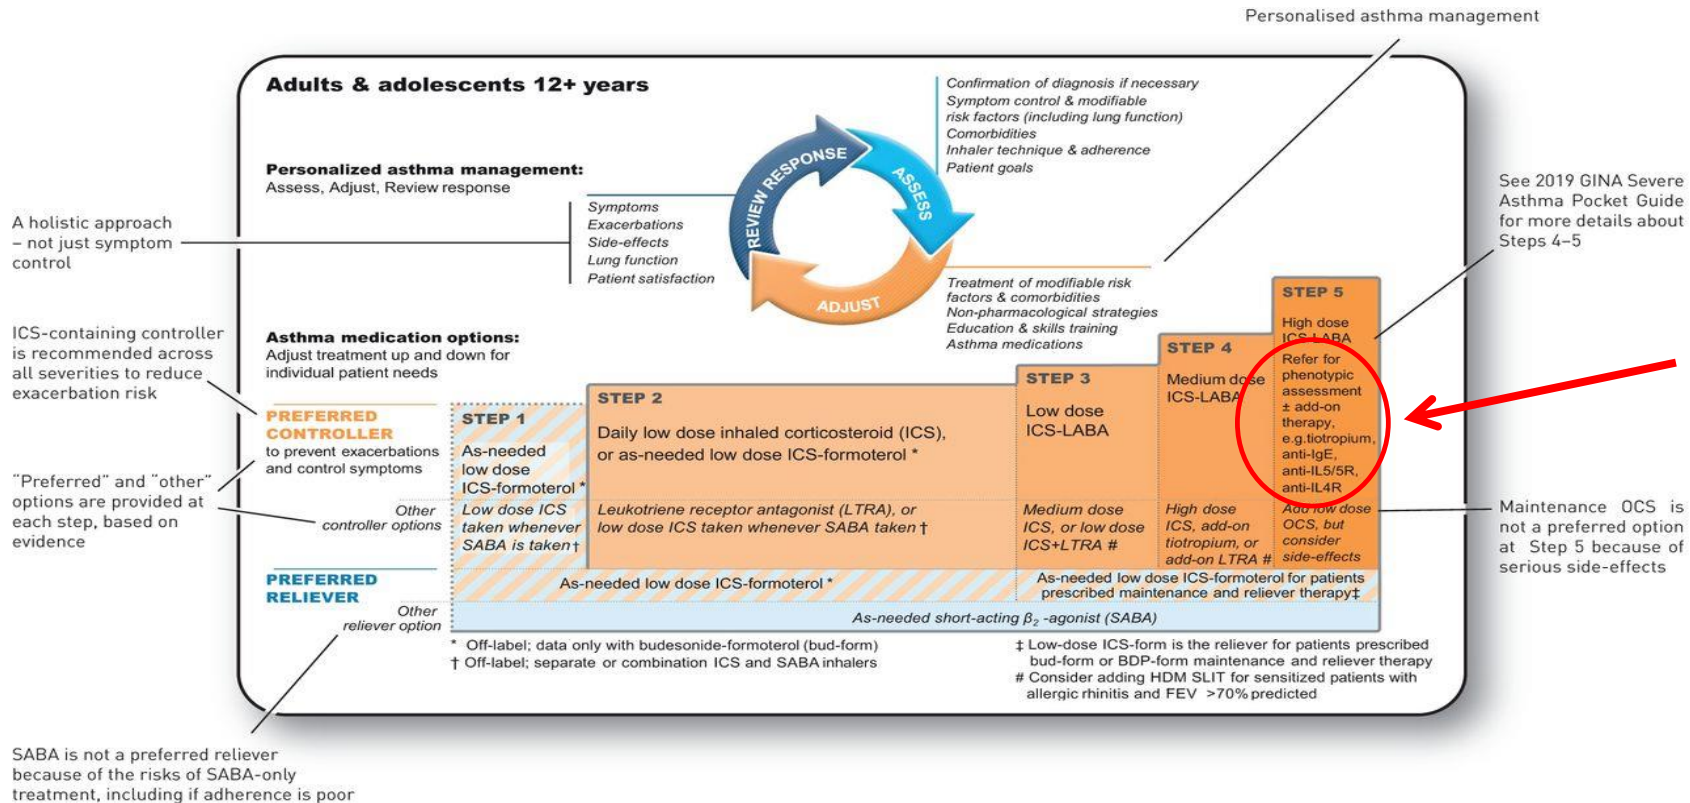 Personalised asthma management
Adults & adolescents 12+ years
Personalized asthma management:
Assess, Adjust, Review response
REVIEW RESPONSE
ASSESS
ADJUST
Confirmation of diagnosis if necessary
Symptom control & modifiable
risk factors (including lung function)
Comorbidities
Inhaler technique & adherence
Patient goals
Symptoms
Exacerbations
Side-effects
Lung function
Patient satisfaction
Treatment of modifiable risk
factors & comorbidities
Non-pharmacological strategies
Education & skills training
Asthma medications
A holistic approach
– not just symptom
control
See 2019 GINA Severe
Asthma Pocket Guide
for more details about
Steps 4–5
ICS-containing controller
is recommended across
all severities to reduce
exacerbation risk
Asthma medication options:
Adjust treatment up and down for
individual patient needs
PREFERRED
CONTROLLER
to prevent exacerbations
and control symptoms
"Preferred" and "other"
options are provided at
each step, based on
evidence
Other
controller options
PREFERRED
RELIEVER
Other
reliever option
STEP 1
As-needed
low dose
ICS-formoterol *
Low dose ICS
taken whenever
SABA is taken †
STEP 2
Daily low dose inhaled corticosteroid (ICS),
or as-needed low dose ICS-formoterol *
Leukotriene receptor antagonist (LTRA), or
low dose ICS taken whenever SABA taken †
STEP 3
Low dose
ICS-LABA
Medium dose
ICS, or low dose
ICS+LTRA #
STEP 4
Medium dose
ICS-LABA
High dose
ICS, add-on
tiotropium, or
add-on LTRA #
STEP 5
High dose
ICS-LABA
Refer for
phenotypic
assessment
± add-on
therapy,
e.g.tiotropium,
anti-IgE,
anti-IL5/5R,
anti-IL4R
Add low dose
OCS, but
consider
side-effects
As-needed low dose ICS-formoterol *
As-needed low dose ICS-formoterol for patients
prescribed maintenance and reliever therapy‡
As-needed short-acting β2 -agonist (SABA)
* Off-label; data only with budesonide-formoterol (bud-form)
† Off-label; separate or combination ICS and SABA inhalers
‡ Low-dose ICS-form is the reliever for patients prescribed
bud-form or BDP-form maintenance and reliever therapy
# Consider adding HDM SLIT for sensitized patients with
allergic rhinitis and FEV >70% predicted
Maintenance OCS is
not a preferred option
at Step 5 because of
serious side-effects
SABA is not a preferred reliever
because of the risks of SABA-only
treatment, including if adherence is poor